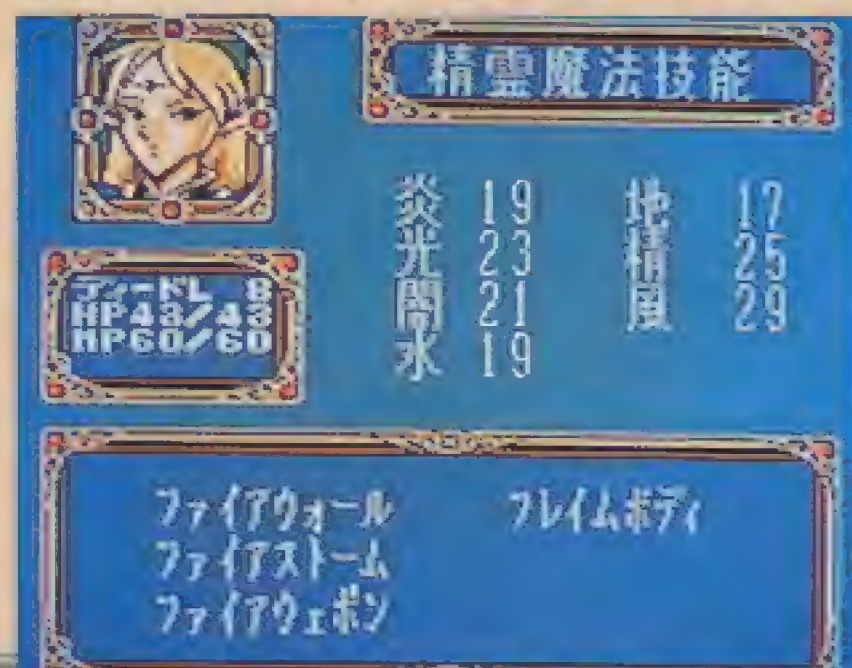 精霊魔法技能
ディードL 8
HP43/43
MP60/60
炎 19 地 17
光 23 精 25
闇 21 風 29
水 19
ファイアウォール フレイムボディ
ファイアストーム
ファイアウェポン